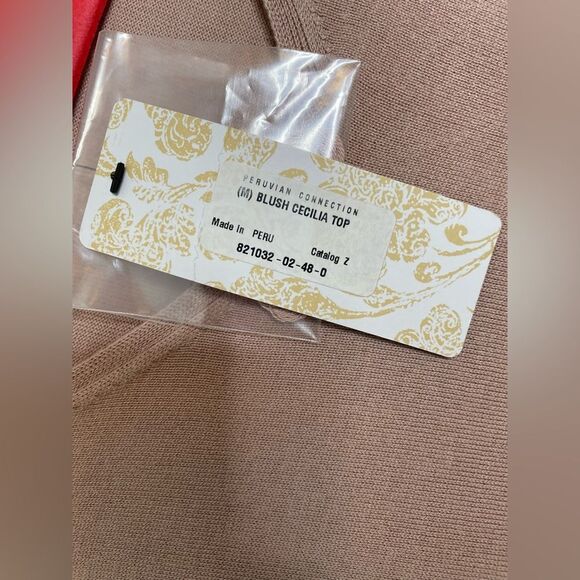 PERUVIAN CONNECTION
(M) BLUSH CECILIA TOP
Made in PERU Catalog Z
821032-02-48-0